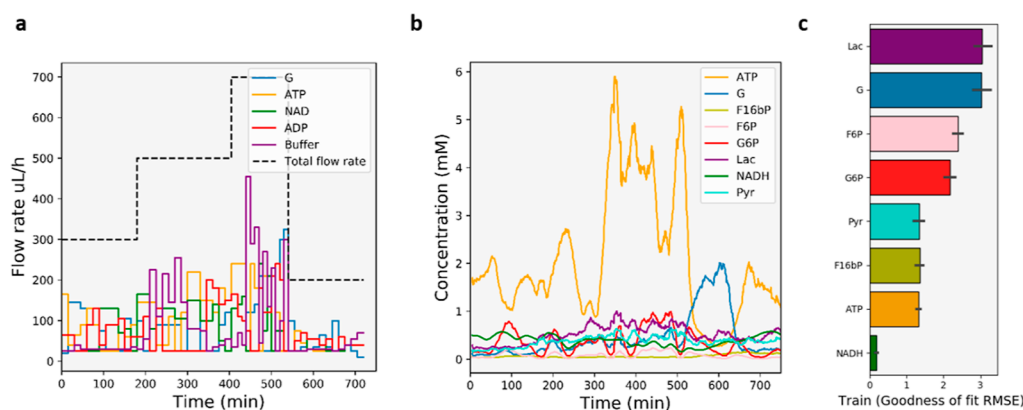 a
b
c
700
600
500
400
300
200
100
0
Flow rate uL/h
G
ATP
NAD
ADP
Buffer
Total flow rate
0 100 200 300 400 500 600 700
Time (min)
6
5
4
3
2
1
0
Concentration (mM)
ATP
G
F16bP
F6P
G6P
Lac
NADH
Pyr
0 100 200 300 400 500 600 700
Time (min)
Lac
G
F6P
G6P
Pyr
F16bP
ATP
NADH
0 1 2 3
Train (Goodness of fit RMSE)